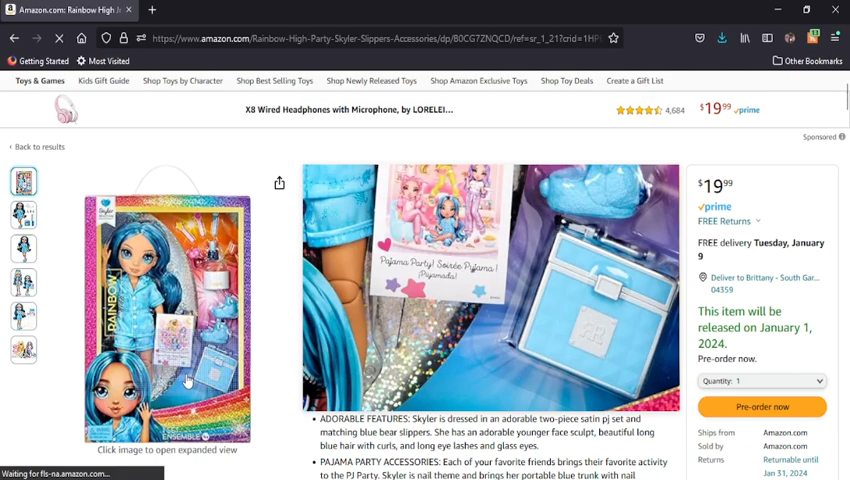 Amazon.com: Rainbow High J
https://www.amazon.com/Rainbow-High-Party-Skyler-Slippers-Accessories/dp/B0CG7ZNQCD/ref=sr_1_21?crid=1HP
Getting Started
Most Visited
Other Bookmarks
Toys & Games
Kids Gift Guide
Shop Toys by Character
Shop Best Selling Toys
Shop Newly Released Toys
Shop Amazon Exclusive Toys
Shop Toy Deals
Create a Gift List
X8 Wired Headphones with Microphone, by LORELEI...
4,684
$19.99
prime
Sponsored
‹ Back to results
Skyler
RAINBOW
ENSEMBLE
Click image to open expanded view
Pajama Party! Soirée Pyjama!
¡Piyamada!
RR
• ADORABLE FEATURES: Skyler is dressed in an adorable two-piece satin pj set and
matching blue bear slippers. She has an adorable younger face sculpt, beautiful long
blue hair with curls, and long eye lashes and glass eyes.
• PAJAMA PARTY ACCESSORIES: Each of your favorite friends brings their favorite activity
to the PJ Party. Skyler is nail theme and brings her portable blue trunk with nail
$19.99
prime
FREE Returns
FREE delivery Tuesday, January
9
Deliver to Brittany - South Gar...
04359
This item will be
released on January 1,
2024.
Pre-order now.
Quantity: 1
Pre-order now
Ships from Amazon.com
Sold by Amazon.com
Returns Returnable until
Jan 31, 2024
Waiting for fls-na.amazon.com...